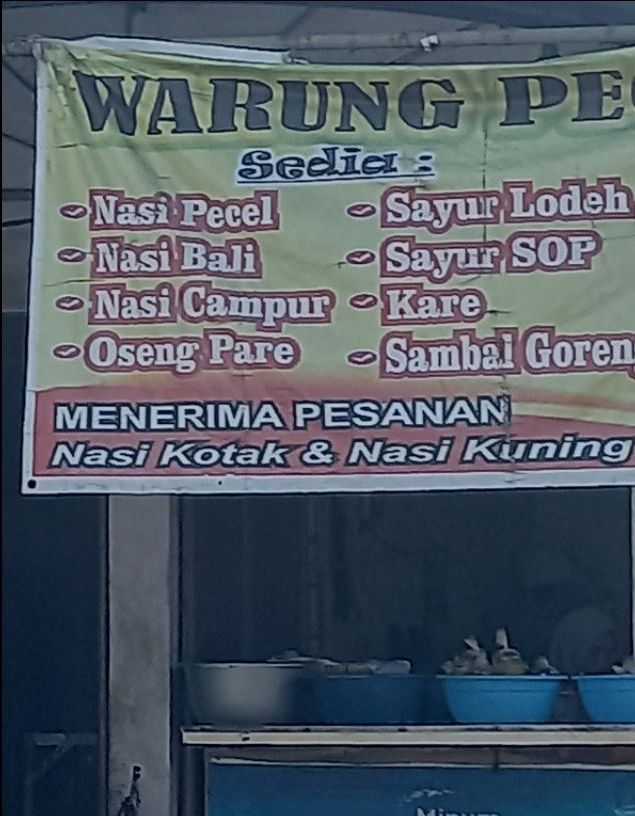 WARUNG PE
Sedia :
Nasi Pecel
Nasi Bali
Nasi Campur
Oseng Pare
Sayur Lodeh
Sayur SOP
Kare
Sambal Goren
MENERIMA PESANAN
Nasi Kotak & Nasi Kuning